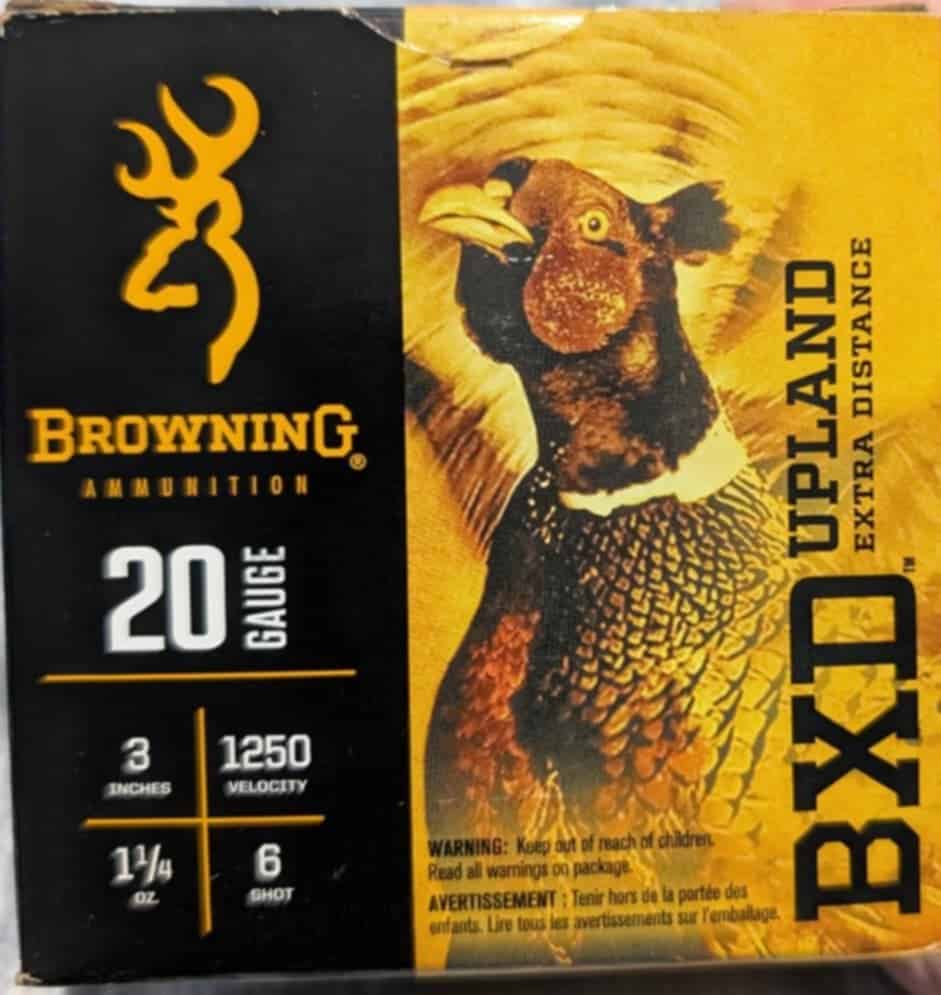 BROWNING®
AMMUNITION
20 GAUGE
3 1250
INCHES VELOCITY
1 1/4 6
OZ. SHOT
BXD™ UPLAND
EXTRA DISTANCE
WARNING: Keep out of reach of children.
Read all warnings on package.
AVERTISSEMENT : Tenir hors de la portée des
enfants. Lire tous les avertissements sur l'emballage.